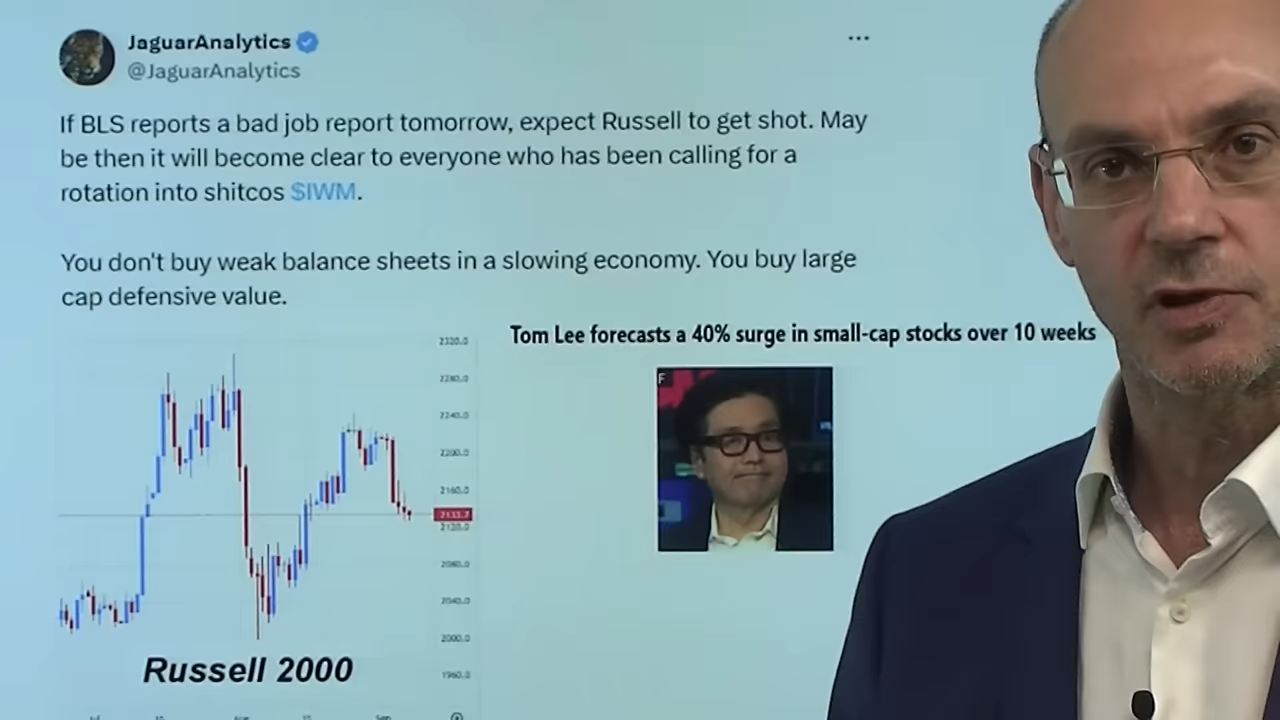 JaguarAnalytics
@JaguarAnalytics
If BLS reports a bad job report tomorrow, expect Russell to get shot. May
be then it will become clear to everyone who has been calling for a
rotation into shitcos $IWM.
You don't buy weak balance sheets in a slowing economy. You buy large
cap defensive value.
Tom Lee forecasts a 40% surge in small-cap stocks over 10 weeks
F
2320.0
2280.0
2240.0
2200.0
2160.0
2133.7
2120.0
2080.0
2040.0
2000.0
1960.0
Russell 2000